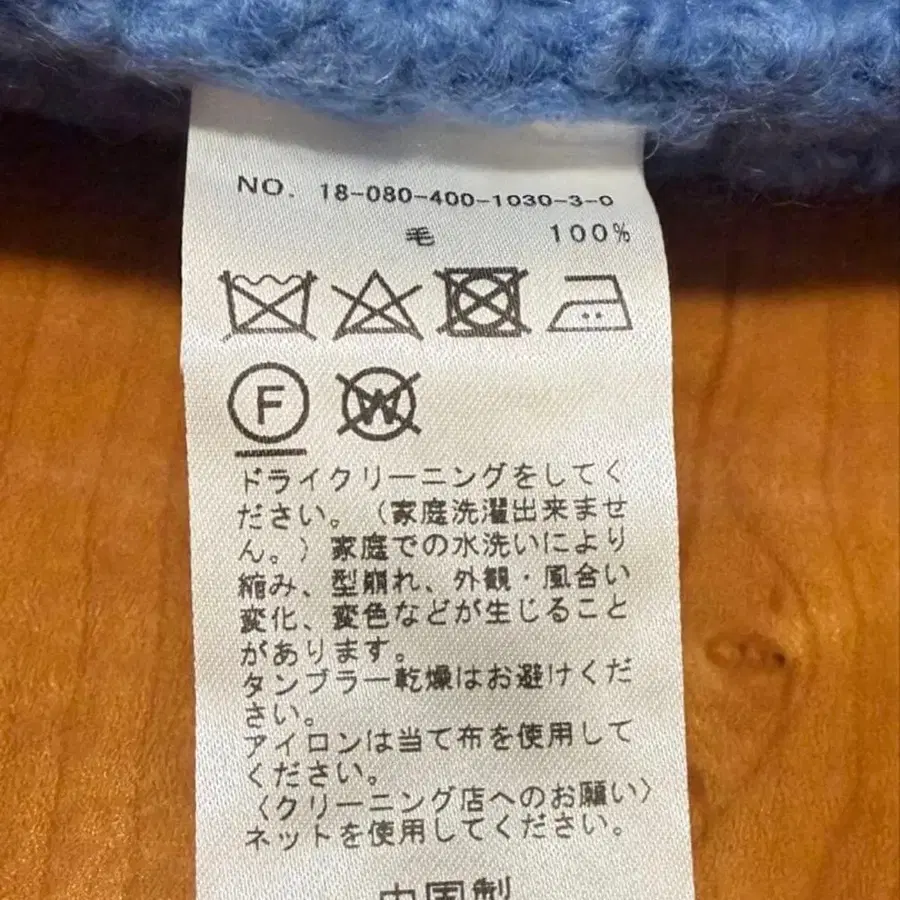 NO. 18-080-400-1030-3-0
毛 100%
F W
ドライクリーニングをしてく
ださい。（家庭洗濯出来ませ
ん。）家庭での水洗いにより
縮み、型崩れ、外観・風合い
変化、変色などが生じること
があります。
タンブラー乾燥はお避けくだ
さい。
アイロンは当て布を使用して
ください。
〈クリーニング店へのお願い〉
ネットを使用してください。
中国製